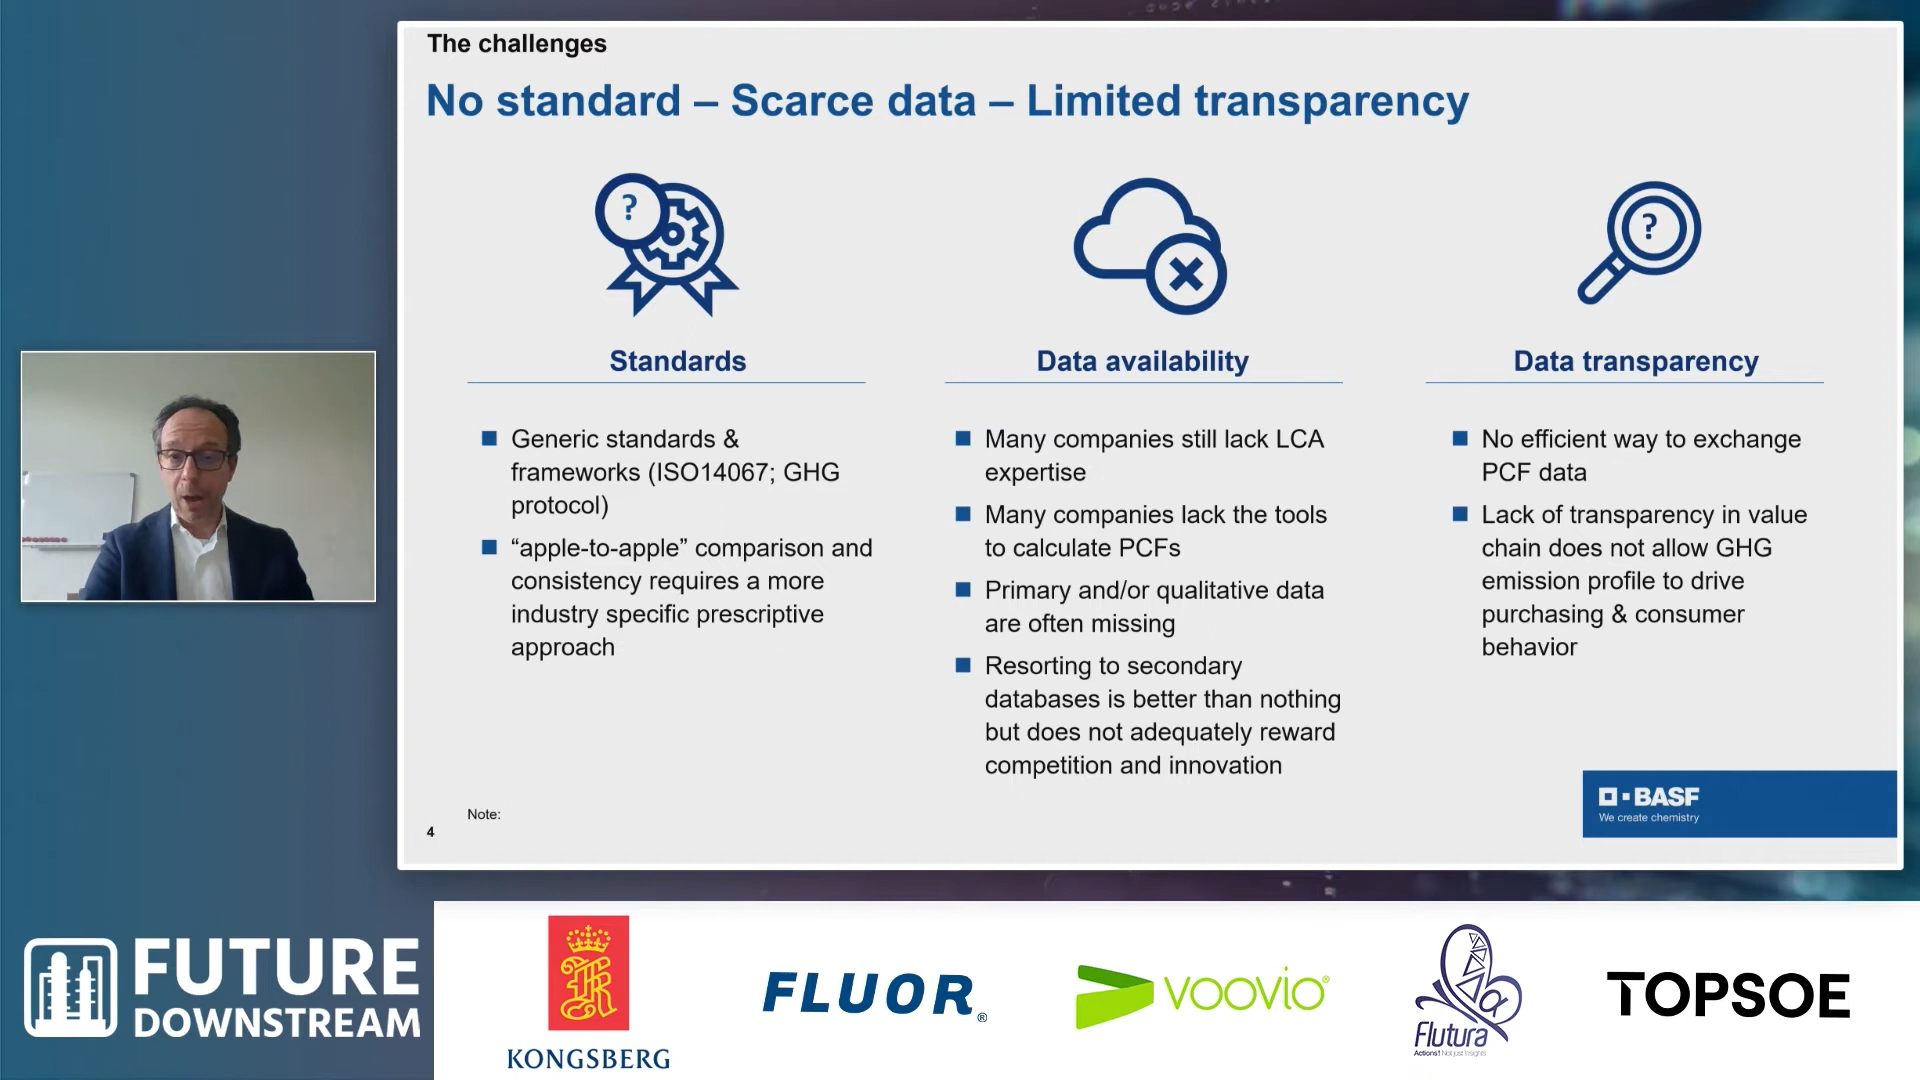 The challenges
No standard – Scarce data – Limited transparency
?
?
Standards
Generic standards &
frameworks (ISO14067; GHG
protocol)
“apple-to-apple” comparison and
consistency requires a more
industry specific prescriptive
approach
Data availability
Many companies still lack LCA
expertise
Many companies lack the tools
to calculate PCFs
Primary and/or qualitative data
are often missing
Resorting to secondary
databases is better than nothing
but does not adequately reward
competition and innovation
Data transparency
No efficient way to exchange
PCF data
Lack of transparency in value
chain does not allow GHG
emission profile to drive
purchasing & consumer
behavior
Note:
4
BASF
We create chemistry
FUTURE
DOWNSTREAM
KONGSBERG
FLUOR®
voovio®
Flutura
Actions! Not just Insights
TOPSOE